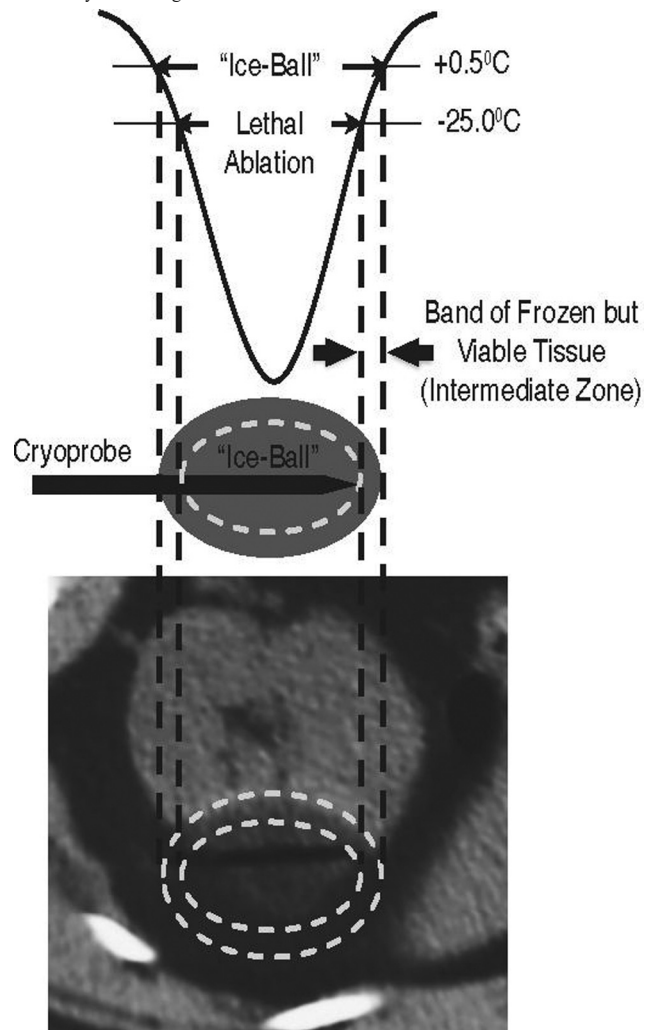 “Ice-Ball”
+0.5⁰C
Lethal
Ablation
-25.0⁰C
Band of Frozen but
Viable Tissue
(Intermediate Zone)
Cryoprobe
“Ice-Ball”